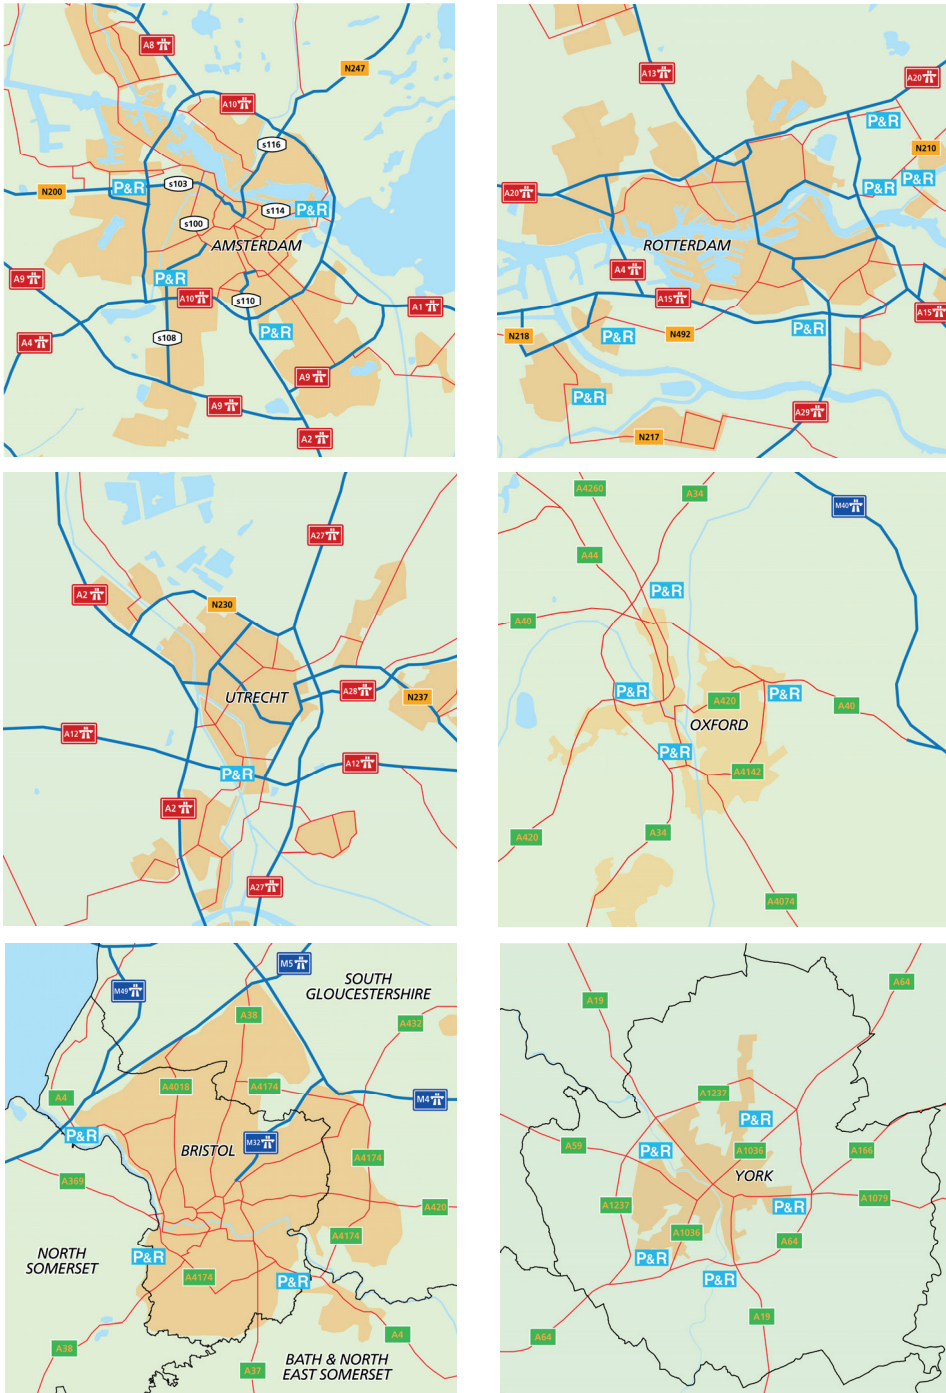 A8
N247
A10
s116
N200
P&R
s103
s114
P&R
s100
AMSTERDAM
A9
P&R
A10
s110
A1
P&R
A4
s108
A9
A9
A2
A13
A20
P&R
N210
A20
P&R
P&R
ROTTERDAM
A4
A15
A15
N218
P&R
N492
P&R
P&R
A29
N217
A27
A2
N230
UTRECHT
A28
N237
A12
P&R
A12
A2
A27
A4260
A34
M40
A44
P&R
A40
P&R
A420
P&R
A40
OXFORD
P&R
A4142
A420
A34
A4074
M5
SOUTH
GLOUCESTERSHIRE
M49
A38
A432
A4018
A4174
A4
M4
P&R
BRISTOL
M32
A4174
A369
A420
A4174
NORTH
SOMERSET
P&R
A4174
P&R
A38
A4
BATH & NORTH
EAST SOMERSET
A37
A64
A19
A1237
P&R
A59
P&R
A1036
A166
YORK
A1237
P&R
A1079
A1036
A64
P&R
P&R
A19
A64